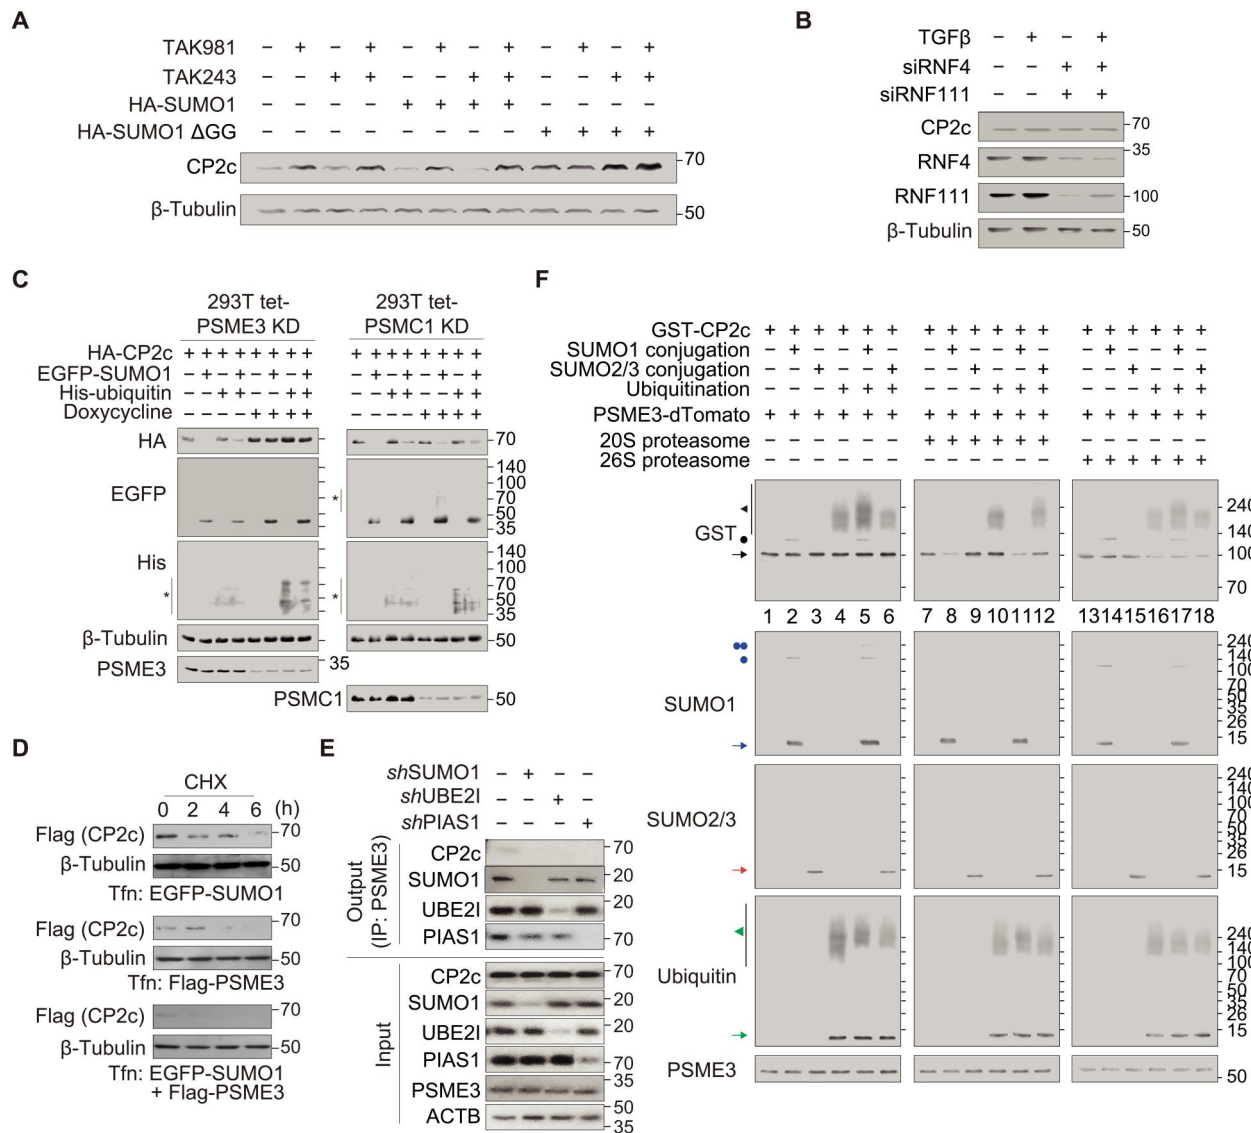 A
TAK981 – + – + – + – + – + – +
TAK243 – – + + – – + + – – + +
HA-SUMO1 – – – – + + + + – – – –
HA-SUMO1 ΔGG – – – – – – – – + + + +
CP2c
70
β-Tubulin
50
B
TGFβ – + – +
siRNF4 – – + +
siRNF111 – – + +
CP2c
70
RNF4
35
RNF111
100
β-Tubulin
50
C
293T tet-
PSME3 KD
293T tet-
PSMC1 KD
HA-CP2c + + + + + + + + + + + + + + + +
EGFP-SUMO1 – + – + – + – + – + – + – + – +
His-ubiquitin – – + + – – + + – – + + – – + +
Doxycycline – – – – + + + + – – – – + + + +
HA
70
EGFP
*
*
140
100
70
50
35
His
*
*
140
100
70
50
35
β-Tubulin
50
PSME3
35
PSMC1
50
D
CHX
0 2 4 6 (h)
Flag (CP2c)
70
β-Tubulin
50
Tfn: EGFP-SUMO1
Flag (CP2c)
70
β-Tubulin
50
Tfn: Flag-PSME3
Flag (CP2c)
70
β-Tubulin
50
Tfn: EGFP-SUMO1
+ Flag-PSME3
E
shSUMO1 – + – –
shUBE2I – – + –
shPIAS1 – – – +
Output
(IP: PSME3)
CP2c
70
SUMO1
20
UBE2I
20
PIAS1
70
Input
CP2c
70
SUMO1
20
UBE2I
20
PIAS1
70
PSME3
35
ACTB
50
35
F
GST-CP2c + + + + + + + + + + + + + + + + + +
SUMO1 conjugation – + – – + – – + – – + – – + – – + –
SUMO2/3 conjugation – – + – – + – – + – – + – – + – – +
Ubiquitination – – – + + + – – – + + + – – – + + +
PSME3-dTomato + + + + + + + + + + + + + + + + + +
20S proteasome – – – – – – + + + + + + – – – – – –
26S proteasome – – – – – – – – – – – – + + + + + +
GST
240
140
100
70
1 2 3 4 5 6 7 8 9 10 11 12 13 14 15 16 17 18
SUMO1
240
140
100
70
50
35
26
15
SUMO2/3
240
140
100
70
50
35
26
15
Ubiquitin
240
140
100
70
50
35
26
15
PSME3
50